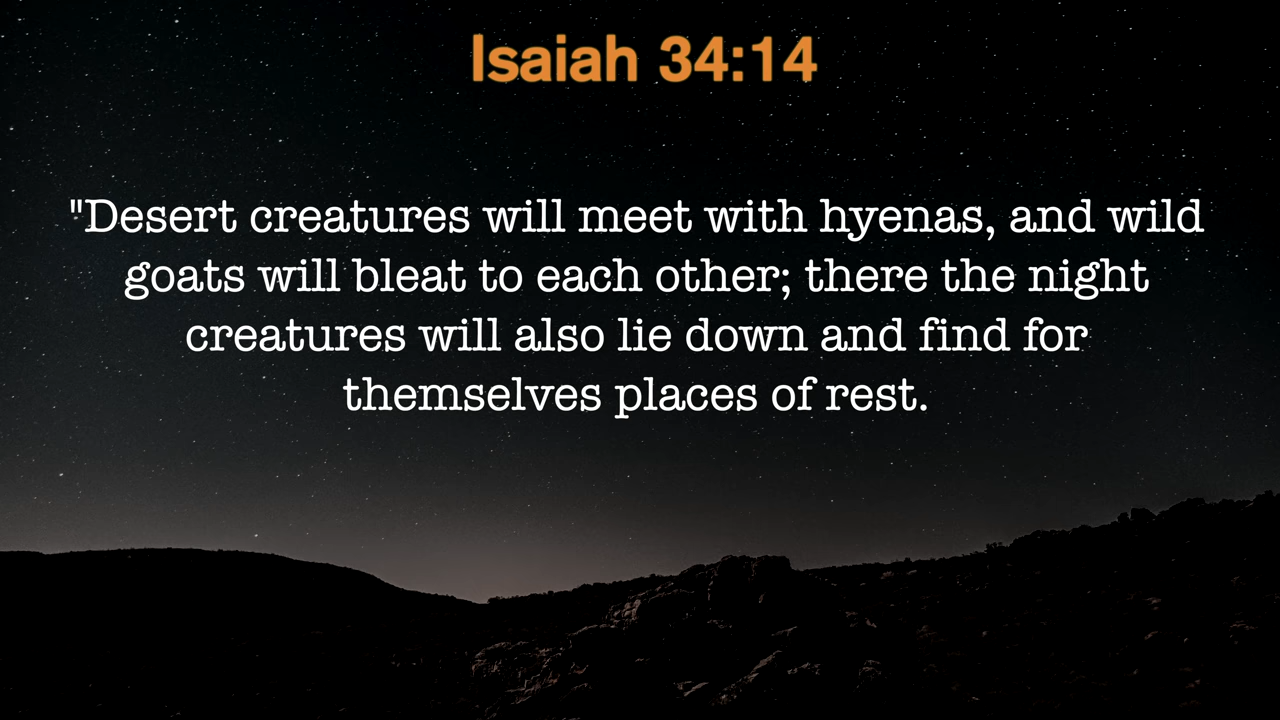 Isaiah 34:14
"Desert creatures will meet with hyenas, and wild
goats will bleat to each other; there the night
creatures will also lie down and find for
themselves places of rest.